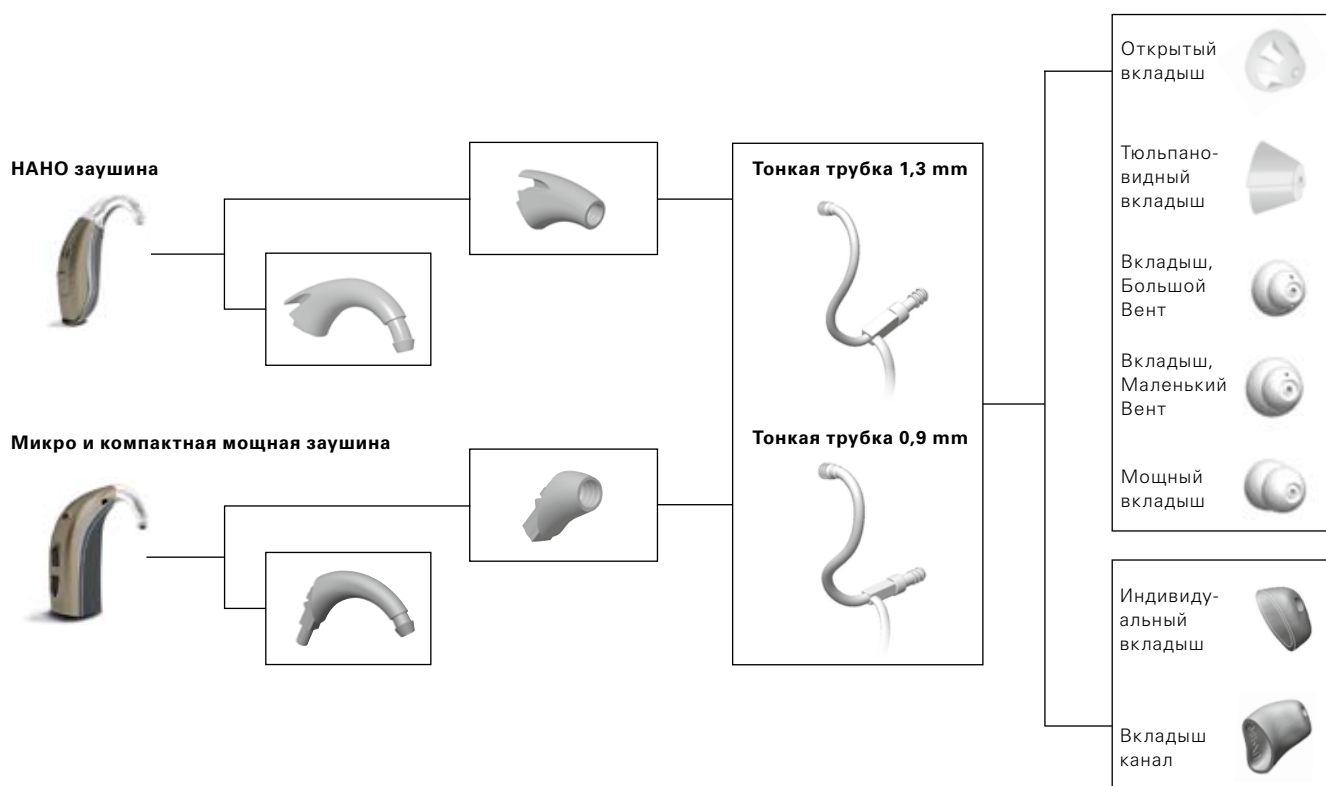 НАНО заушина
Микро и компактная мощная заушина
Тонкая трубка 1,3 mm
Тонкая трубка 0,9 mm
Открытый
вкладыш
Тюльпано-
видный
вкладыш
Вкладыш,
Большой
Вент
Вкладыш,
Маленький
Вент
Мощный
вкладыш
Индивиду-
альный
вкладыш
Вкладыш
канал